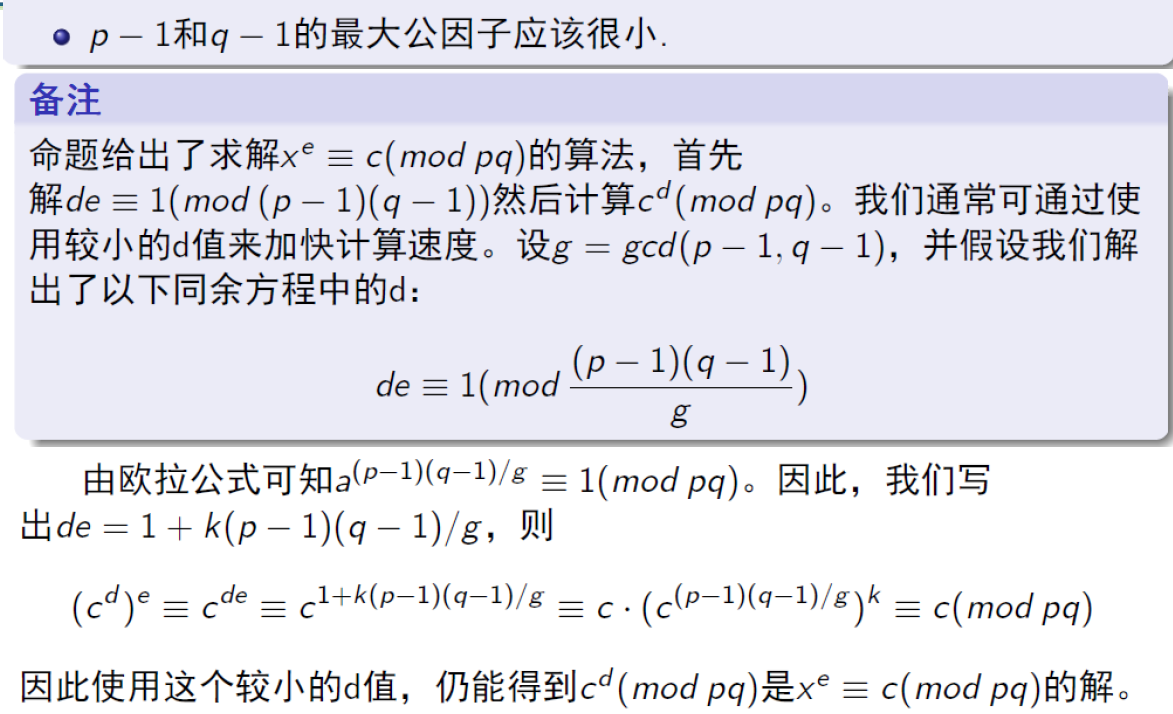 • p − 1和q − 1的最大公因子应该很小.
备注
命题给出了求解x^e ≡ c(mod pq)的算法，首先
解de ≡ 1(mod (p − 1)(q − 1))然后计算c^d(mod pq)。我们通常可通过使
用较小的d值来加快计算速度。设g = gcd(p − 1, q − 1)，并假设我们解
出了以下同余方程中的d：
de ≡ 1(mod \frac{(p − 1)(q − 1)}{g})
由欧拉公式可知a^{(p−1)(q−1)/g} ≡ 1(mod pq)。因此，我们写
出de = 1 + k(p − 1)(q − 1)/g，则
(c^d)^e ≡ c^{de} ≡ c^{1+k(p−1)(q−1)/g} ≡ c · (c^{(p−1)(q−1)/g})^k ≡ c(mod pq)
因此使用这个较小的d值，仍能得到c^d(mod pq)是x^e ≡ c(mod pq)的解。